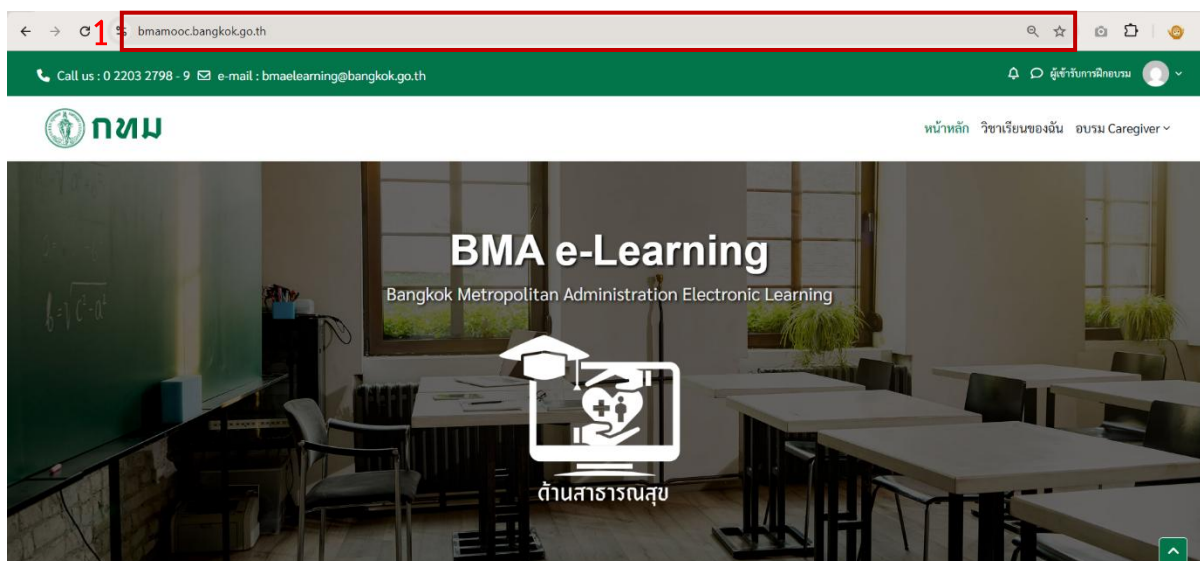 1 bmamooc.bangkok.go.th
Call us : 0 2203 2798 - 9 e-mail : bmaelearning@bangkok.go.th ผู้เข้ารับการฝึกอบรม
กทม หน้าหลัก วิชาเรียนของฉัน อบรม Caregiver
BMA e-Learning
Bangkok Metropolitan Administration Electronic Learning
ด้านสาธารณสุข